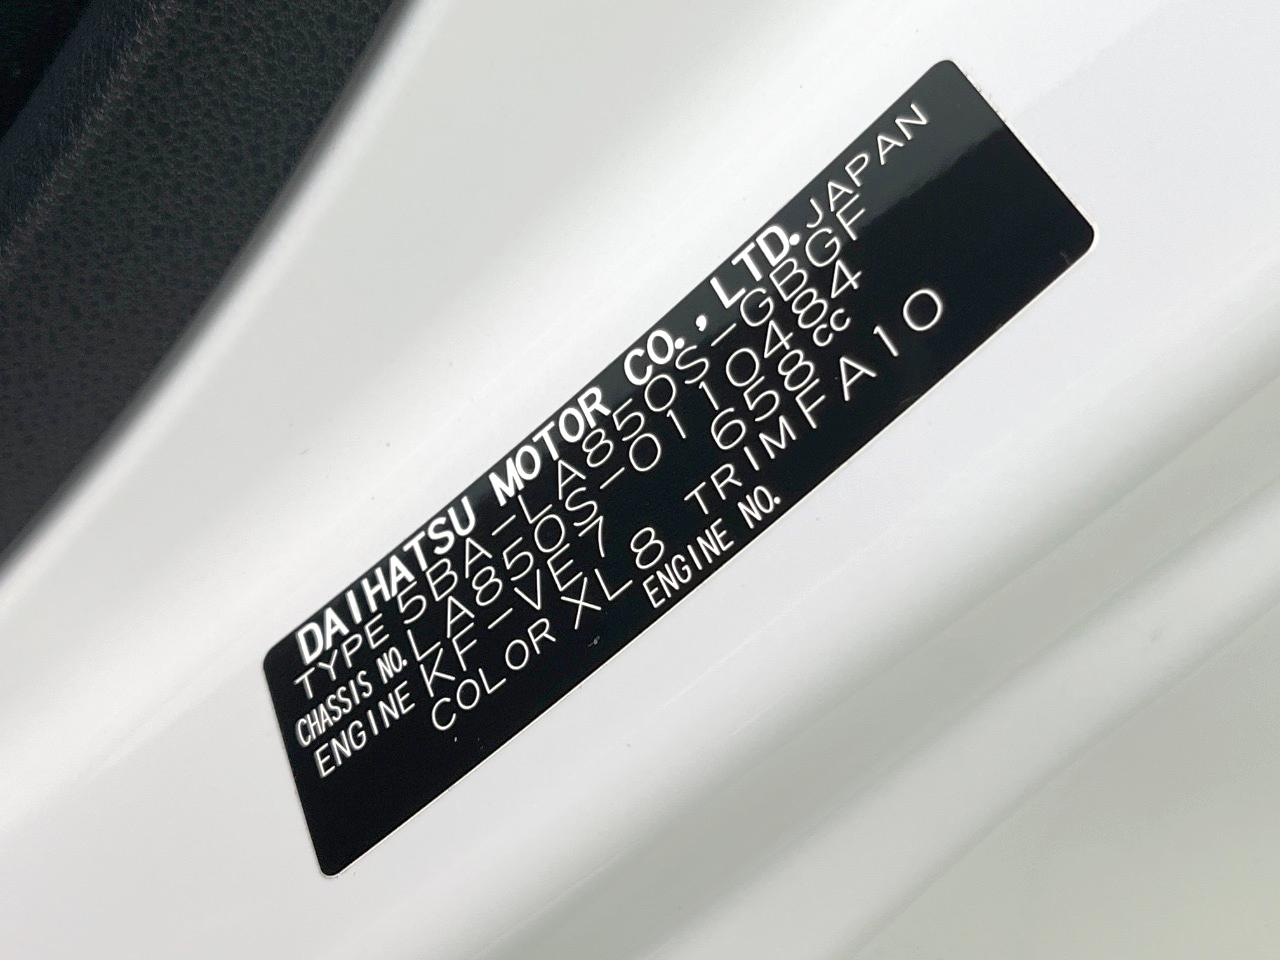 DAIHATSU MOTOR CO., LTD. JAPAN
TYPE 5BA-LA850S-GBGF
CHASSIS NO. LA850S-0110484
ENGINE KF-VE7 658cc
COLOR XL8 TRIM FA10
ENGINE NO.